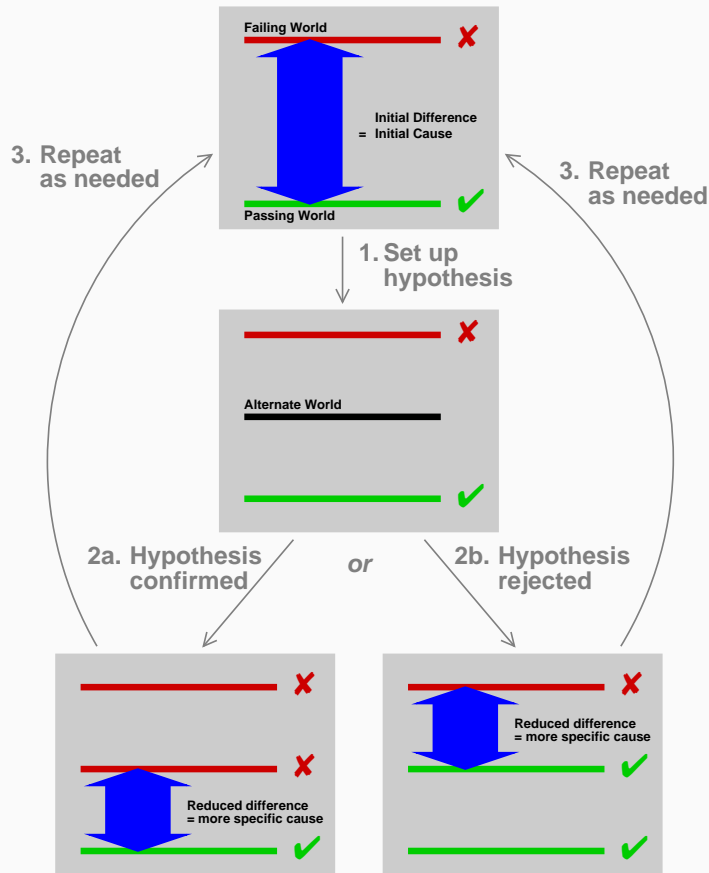 Failing World
Initial Difference
= Initial Cause
Passing World
3. Repeat
as needed
3. Repeat
as needed
1. Set up
hypothesis
Alternate World
2a. Hypothesis
confirmed
or
2b. Hypothesis
rejected
Reduced difference
= more specific cause
Reduced difference
= more specific cause